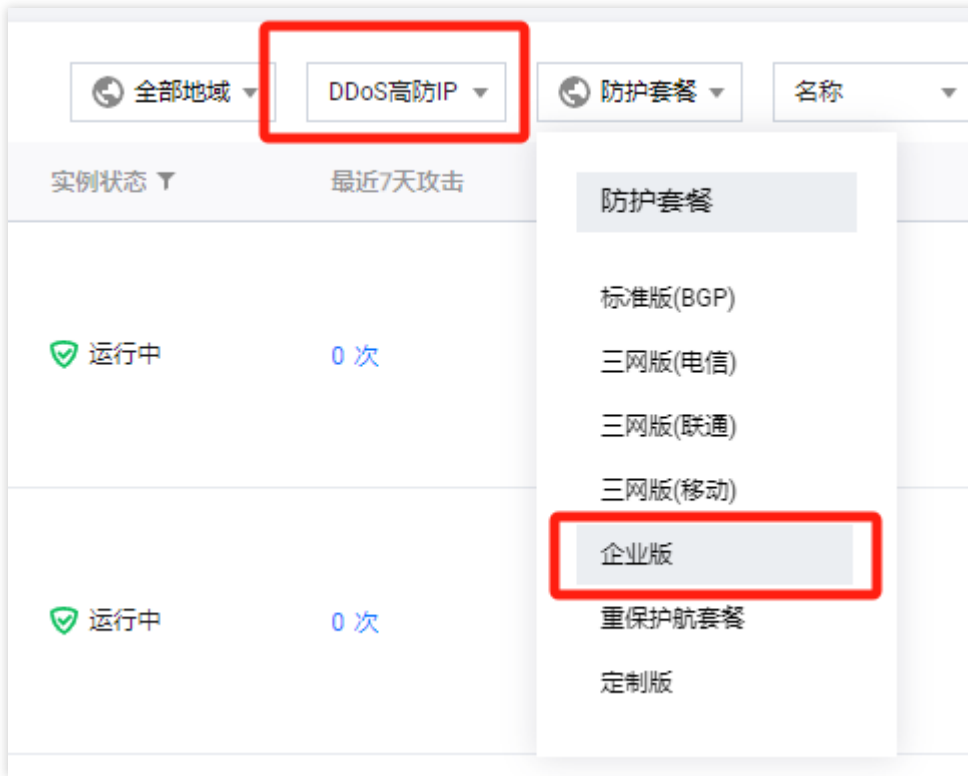 全部地域 DDoS高防IP 防护套餐 名称
实例状态 最近7天攻击
防护套餐
标准版(BGP)
运行中 0 次
三网版(电信)
三网版(联通)
三网版(移动)
企业版
运行中 0 次
重保护航套餐
定制版